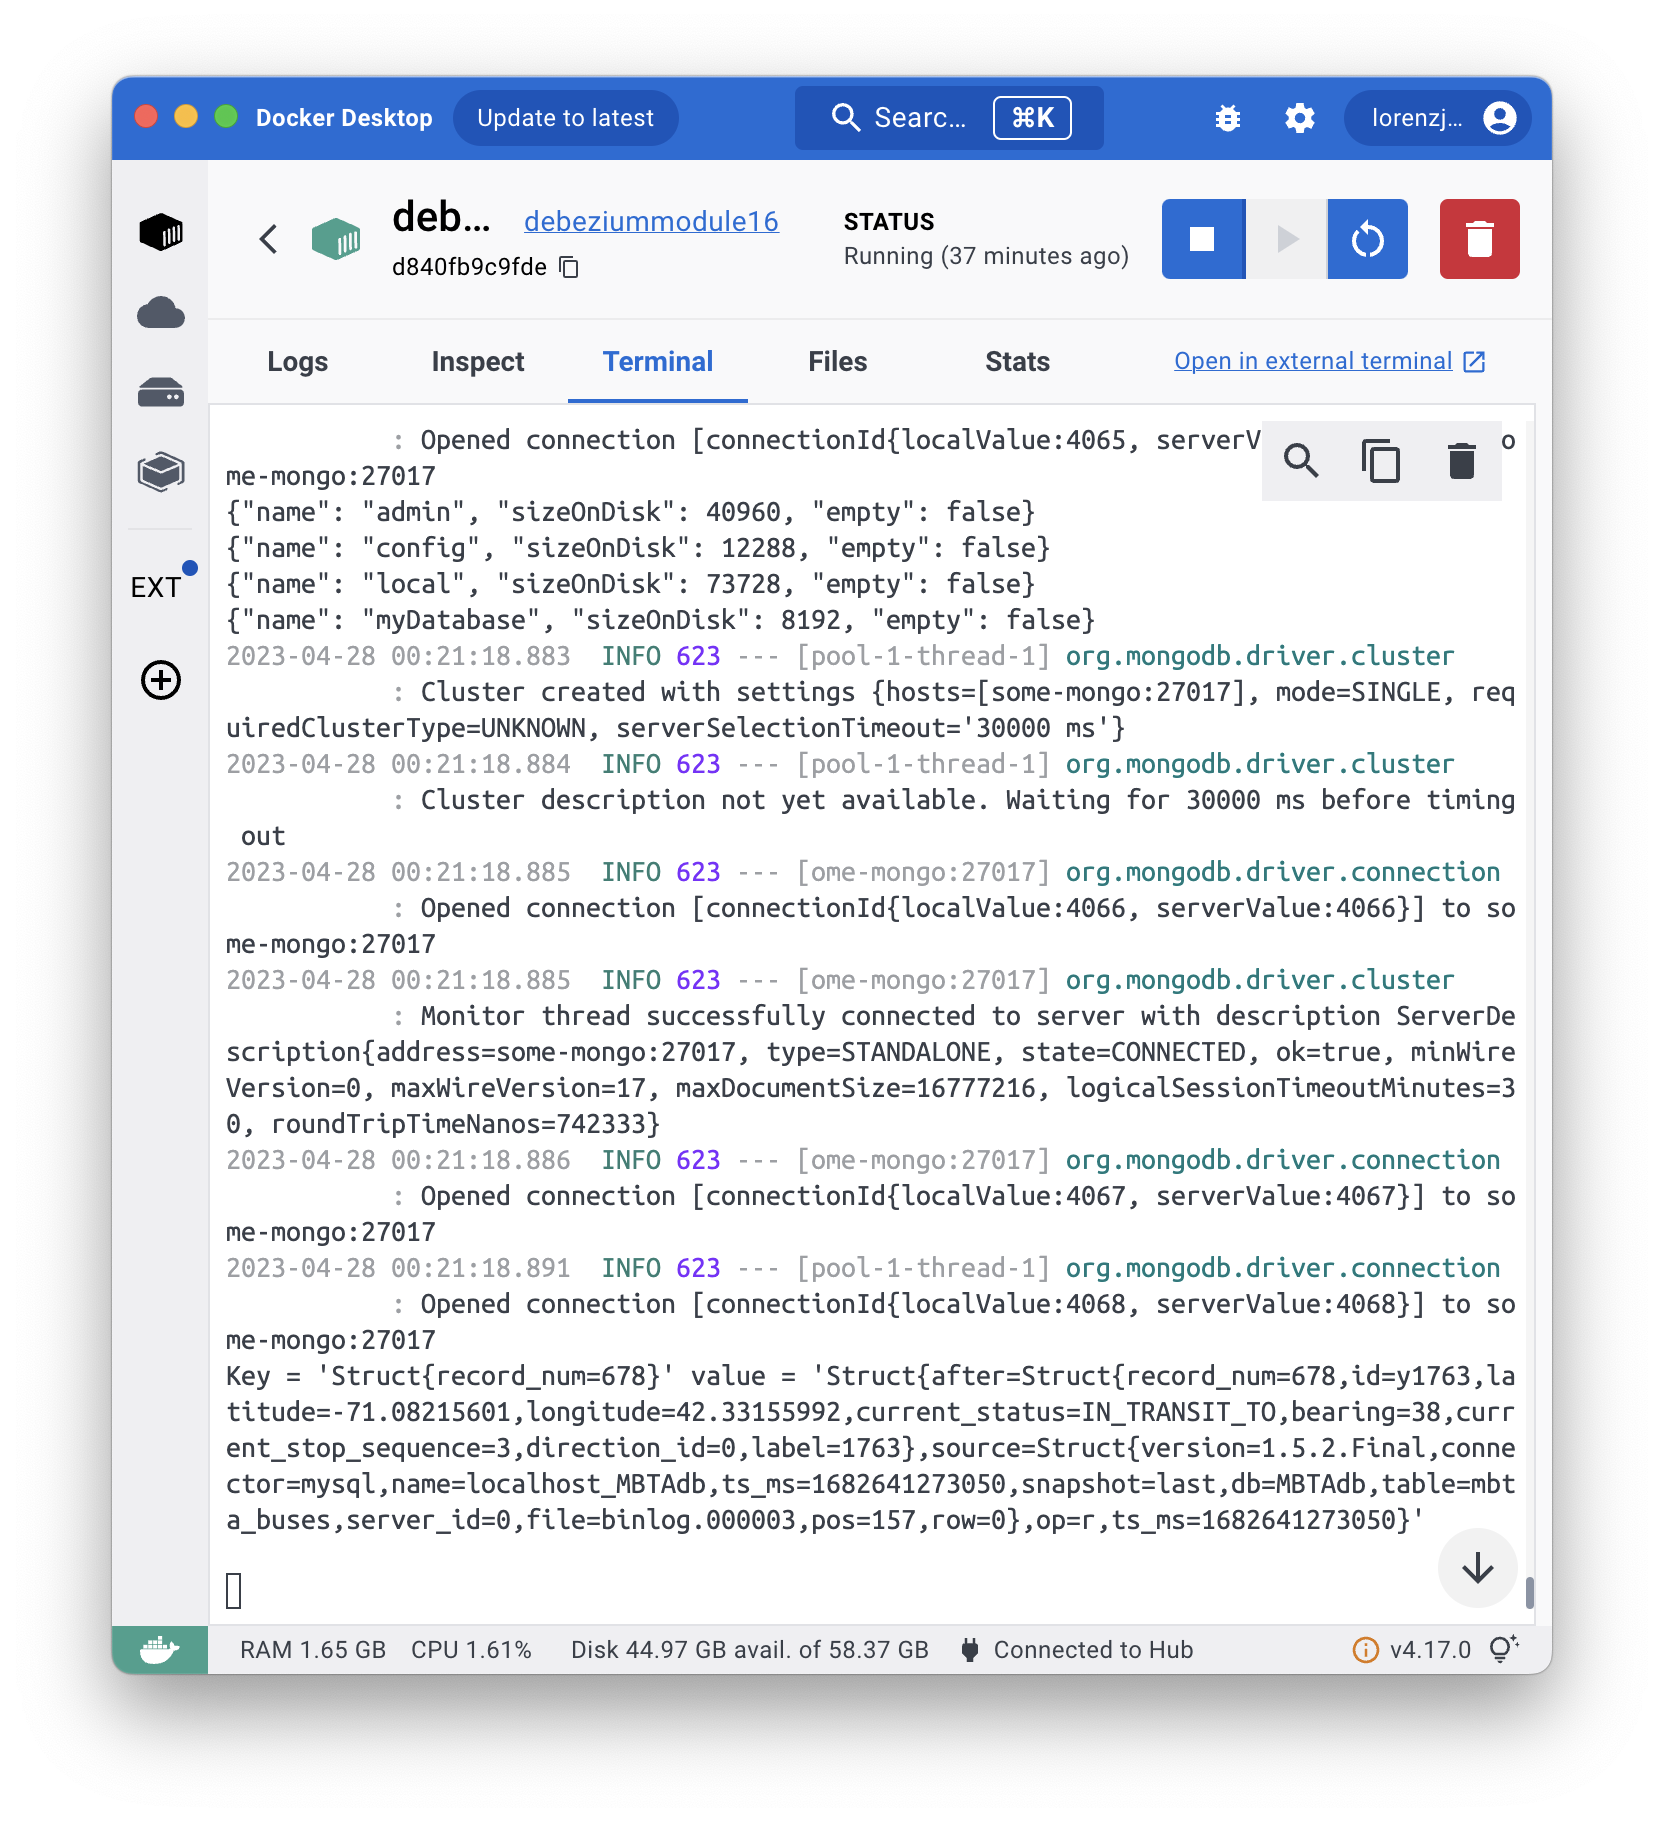 Docker Desktop Update to latest Searc... ⌘K lorenzj...
deb... debeziummodule16 STATUS
d840fb9c9fde Running (37 minutes ago)
Logs Inspect Terminal Files Stats Open in external terminal
EXT
: Opened connection [connectionId{localValue:4065, serverV o
me-mongo:27017
{"name": "admin", "sizeOnDisk": 40960, "empty": false}
{"name": "config", "sizeOnDisk": 12288, "empty": false}
{"name": "local", "sizeOnDisk": 73728, "empty": false}
{"name": "myDatabase", "sizeOnDisk": 8192, "empty": false}
2023-04-28 00:21:18.883  INFO 623 --- [pool-1-thread-1] org.mongodb.driver.cluster
: Cluster created with settings {hosts=[some-mongo:27017], mode=SINGLE, req
uiredClusterType=UNKNOWN, serverSelectionTimeout='30000 ms'}
2023-04-28 00:21:18.884  INFO 623 --- [pool-1-thread-1] org.mongodb.driver.cluster
: Cluster description not yet available. Waiting for 30000 ms before timing
out
2023-04-28 00:21:18.885  INFO 623 --- [ome-mongo:27017] org.mongodb.driver.connection
: Opened connection [connectionId{localValue:4066, serverValue:4066}] to so
me-mongo:27017
2023-04-28 00:21:18.885  INFO 623 --- [ome-mongo:27017] org.mongodb.driver.cluster
: Monitor thread successfully connected to server with description ServerDe
scription{address=some-mongo:27017, type=STANDALONE, state=CONNECTED, ok=true, minWire
Version=0, maxWireVersion=17, maxDocumentSize=16777216, logicalSessionTimeoutMinutes=3
0, roundTripTimeNanos=742333}
2023-04-28 00:21:18.886  INFO 623 --- [ome-mongo:27017] org.mongodb.driver.connection
: Opened connection [connectionId{localValue:4067, serverValue:4067}] to so
me-mongo:27017
2023-04-28 00:21:18.891  INFO 623 --- [pool-1-thread-1] org.mongodb.driver.connection
: Opened connection [connectionId{localValue:4068, serverValue:4068}] to so
me-mongo:27017
Key = 'Struct{record_num=678}' value = 'Struct{after=Struct{record_num=678,id=y1763,la
titude=-71.08215601,longitude=42.33155992,current_status=IN_TRANSIT_TO,bearing=38,curr
ent_stop_sequence=3,direction_id=0,label=1763},source=Struct{version=1.5.2.Final,conne
ctor=mysql,name=localhost_MBTAdb,ts_ms=1682641273050,snapshot=last,db=MBTAdb,table=mbt
a_buses,server_id=0,file=binlog.000003,pos=157,row=0},op=r,ts_ms=1682641273050}'
RAM 1.65 GB CPU 1.61% Disk 44.97 GB avail. of 58.37 GB Connected to Hub v4.17.0